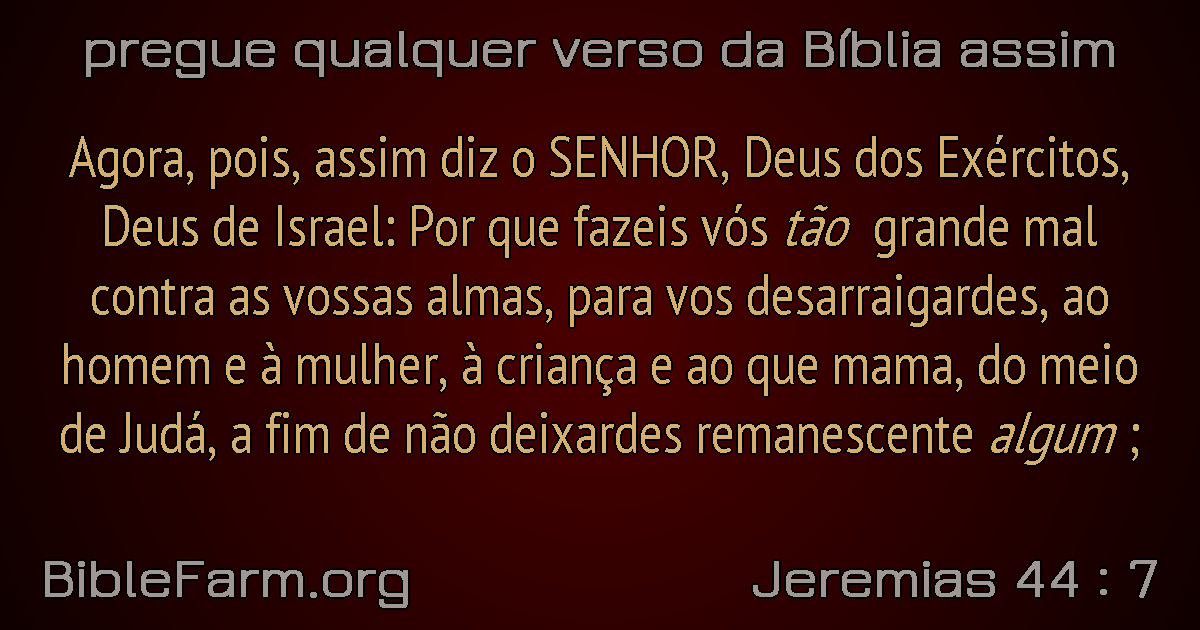 pregue qualquer verso da Bíblia assim
Agora, pois, assim diz o SENHOR, Deus dos Exércitos,
Deus de Israel: Por que fazeis vós tão grande mal
contra as vossas almas, para vos desarraigardes, ao
homem e à mulher, à criança e ao que mama, do meio
de Judá, a fim de não deixardes remanescente algum ;
BibleFarm.org
Jeremias 44 : 7